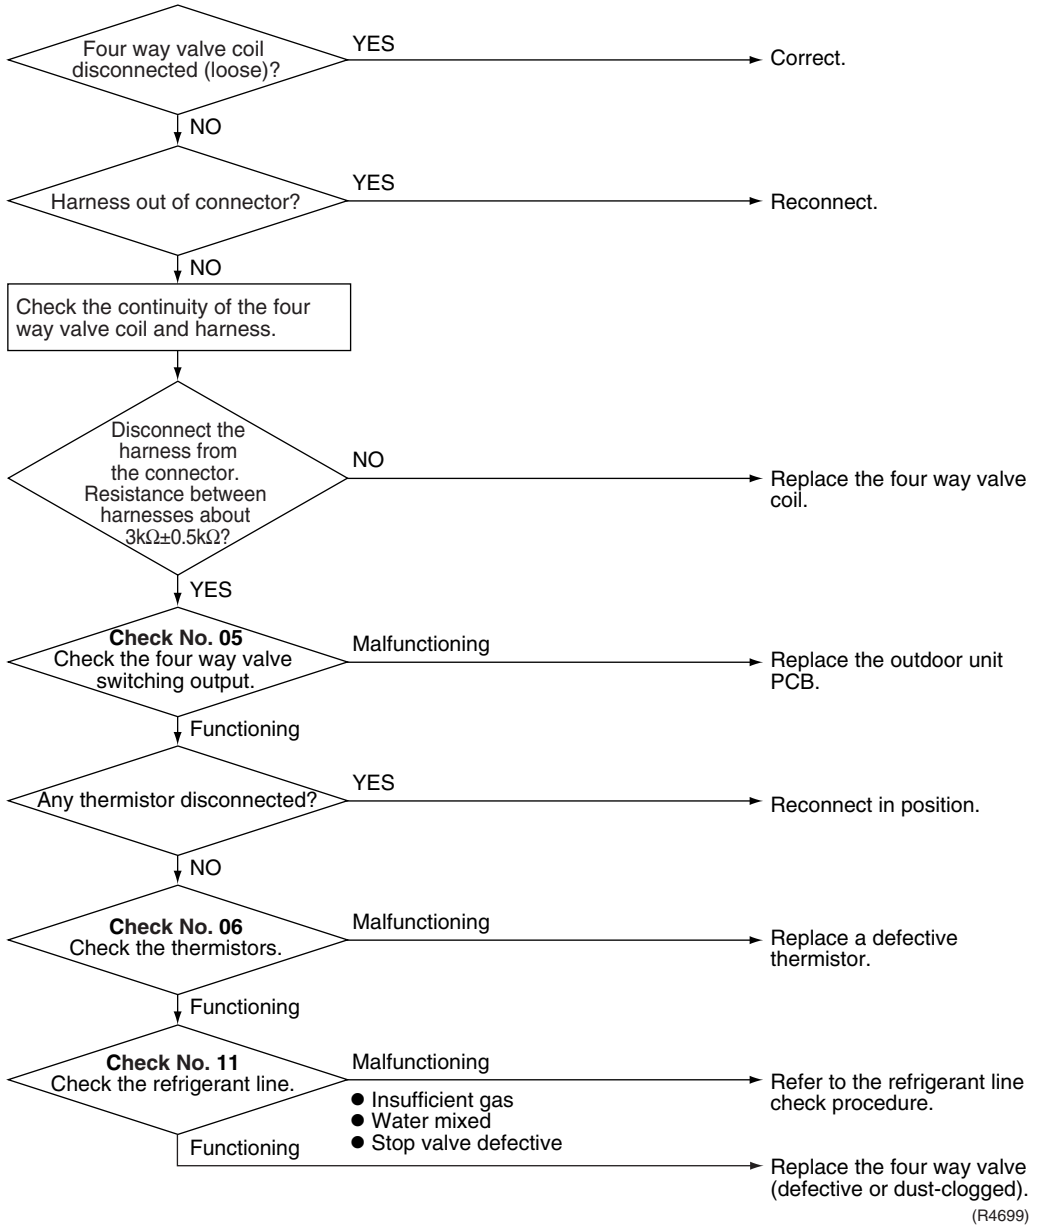 Four way valve coil
disconnected (loose)?
YES
Correct.
NO
Harness out of connector?
YES
Reconnect.
NO
Check the continuity of the four
way valve coil and harness.
Disconnect the
harness from
the connector.
Resistance between
harnesses about
3kΩ±0.5kΩ?
NO
Replace the four way valve
coil.
YES
Check No. 05
Check the four way valve
switching output.
Malfunctioning
Replace the outdoor unit
PCB.
Functioning
Any thermistor disconnected?
YES
Reconnect in position.
NO
Check No. 06
Check the thermistors.
Malfunctioning
Replace a defective
thermistor.
Functioning
Check No. 11
Check the refrigerant line.
Malfunctioning
● Insufficient gas
● Water mixed
● Stop valve defective
Refer to the refrigerant line
check procedure.
Functioning
Replace the four way valve
(defective or dust-clogged).
(R4699)